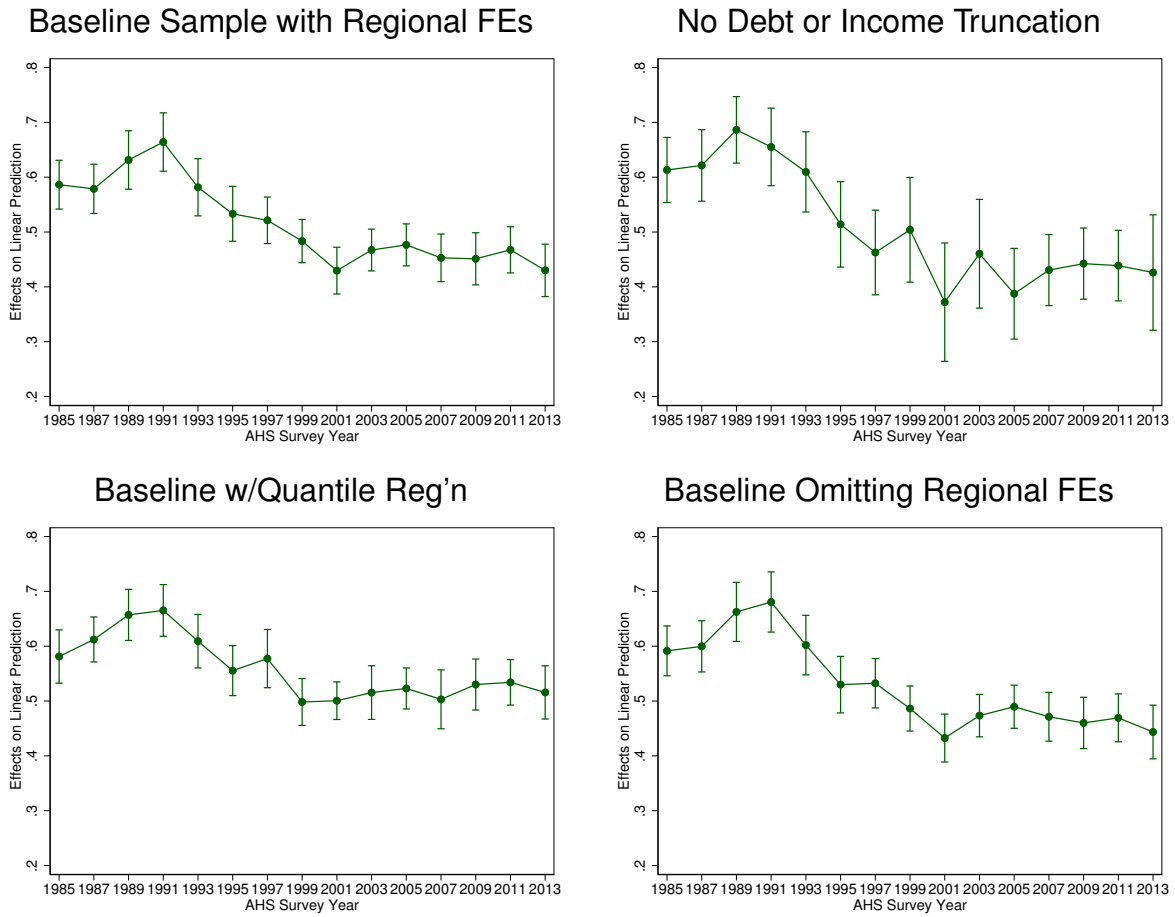 Baseline Sample with Regional FEs
.8
.7
.6
.5
.4
.3
.2
Effects on Linear Prediction
1985 1987 1989 1991 1993 1995 1997 1999 2001 2003 2005 2007 2009 2011 2013
AHS Survey Year
No Debt or Income Truncation
.8
.7
.6
.5
.4
.3
.2
Effects on Linear Prediction
1985 1987 1989 1991 1993 1995 1997 1999 2001 2003 2005 2007 2009 2011 2013
AHS Survey Year
Baseline w/Quantile Reg'n
.8
.7
.6
.5
.4
.3
.2
Effects on Linear Prediction
1985 1987 1989 1991 1993 1995 1997 1999 2001 2003 2005 2007 2009 2011 2013
AHS Survey Year
Baseline Omitting Regional FEs
.8
.7
.6
.5
.4
.3
.2
Effects on Linear Prediction
1985 1987 1989 1991 1993 1995 1997 1999 2001 2003 2005 2007 2009 2011 2013
AHS Survey Year